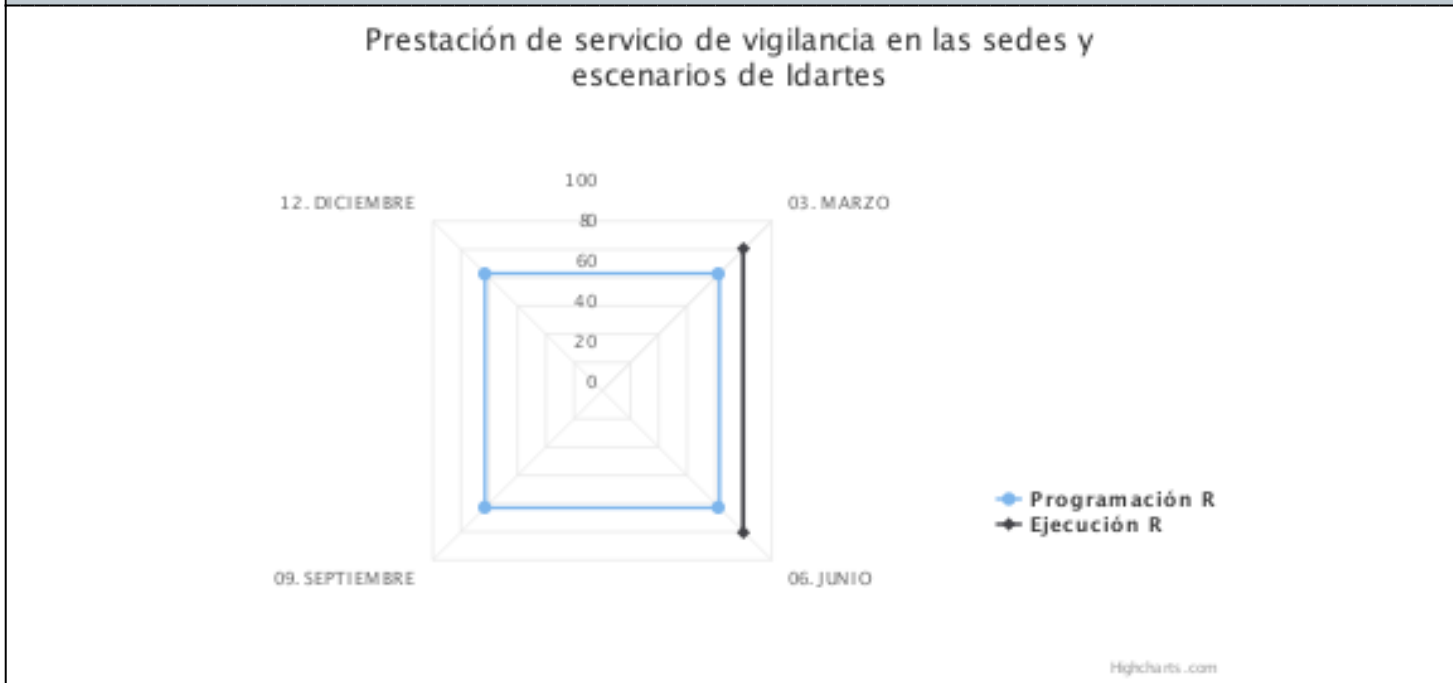 Prestación de servicio de vigilancia en las sedes y
escenarios de Idartes
100
12. DICIEMBRE
03. MARZO
80
60
40
20
0
Programación R
Ejecución R
09. SEPTIEMBRE
06. JUNIO
Highcharts.com